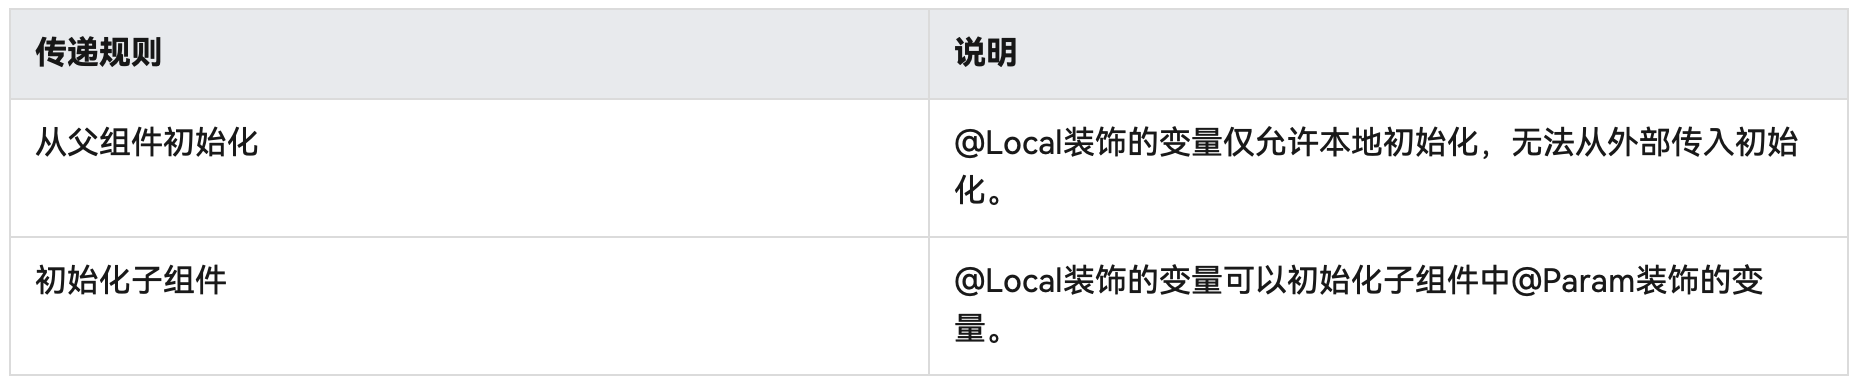 传递规则
说明
从父组件初始化
@Local装饰的变量仅允许本地初始化，无法从外部传入初始
化。
初始化子组件
@Local装饰的变量可以初始化子组件中@Param装饰的变
量。